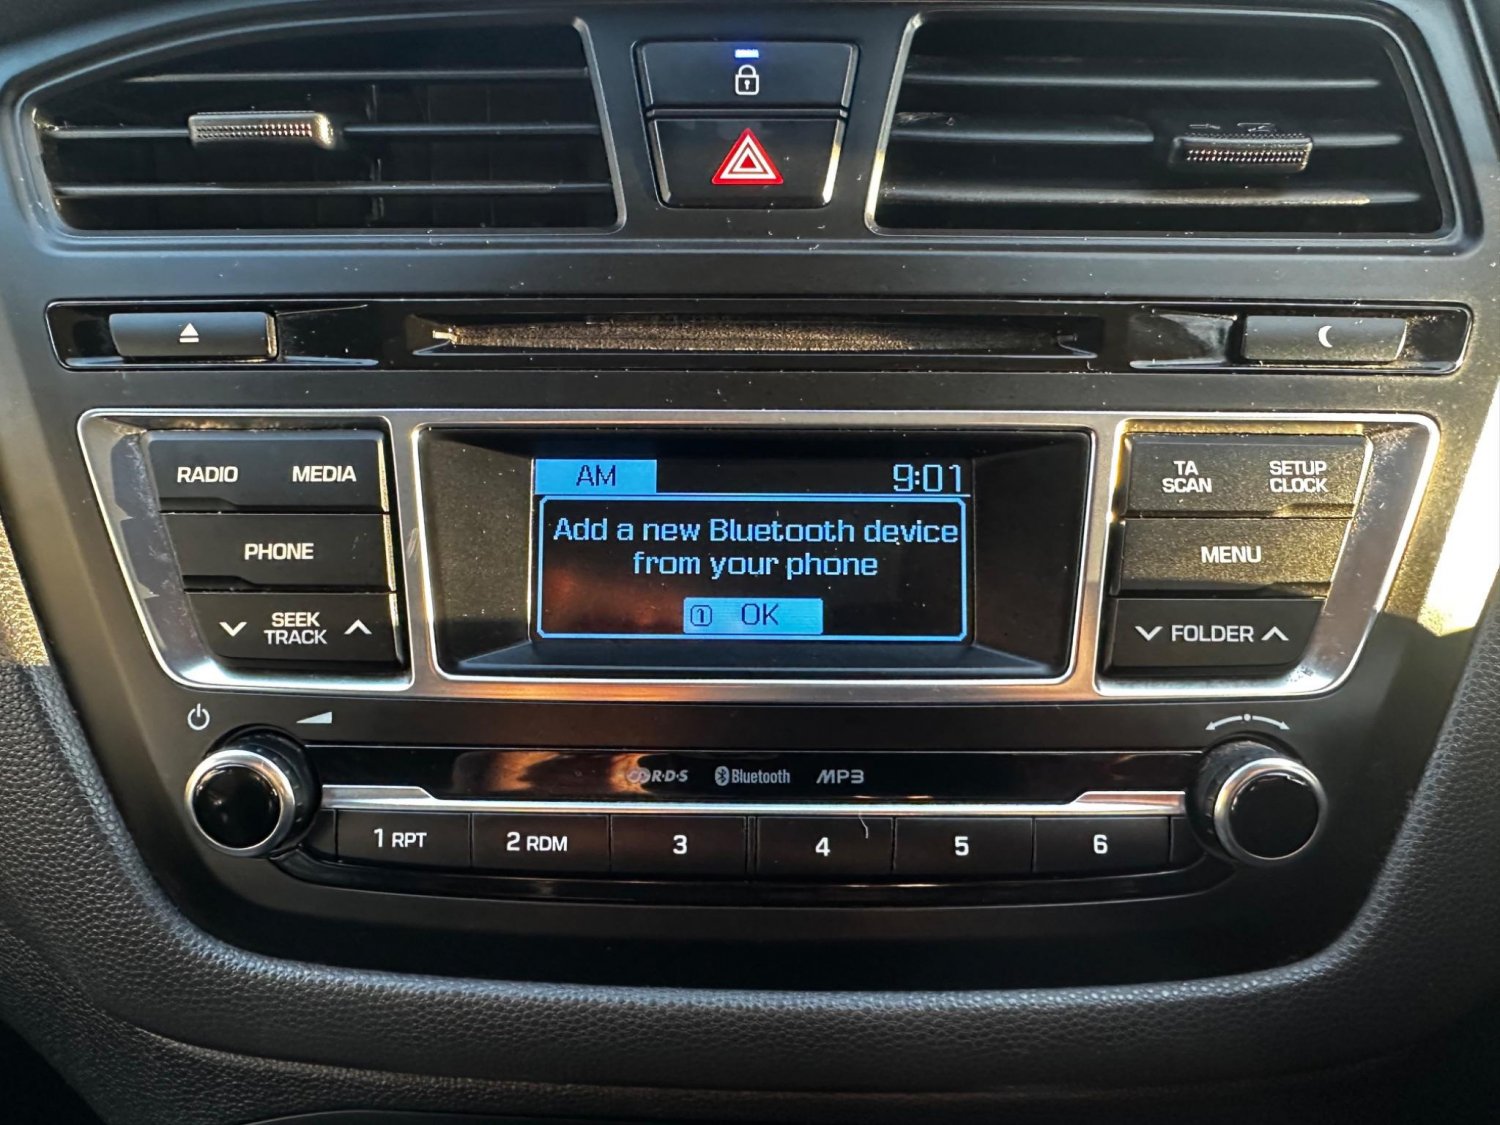 RADIO MEDIA
PHONE
SEEK
TRACK
AM 9:01
Add a new Bluetooth device
from your phone
1 OK
TA
SCAN
SETUP
CLOCK
MENU
FOLDER
R·D·S Bluetooth MP3
1 RPT 2 RDM 3 4 5 6